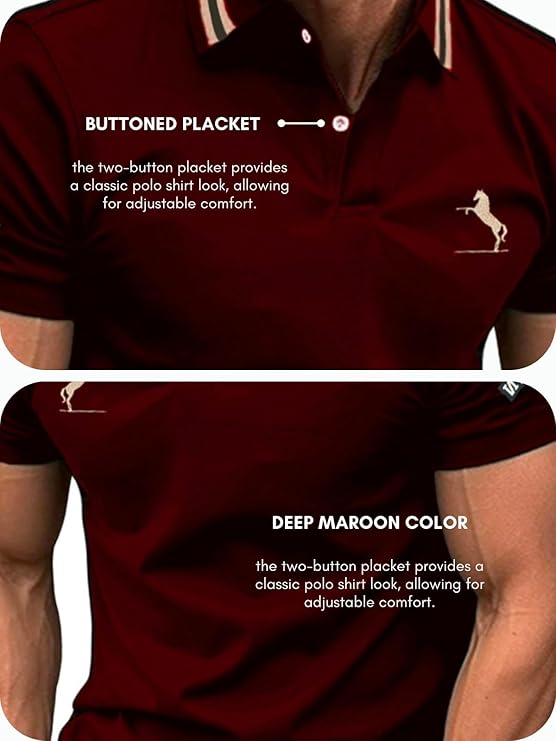 BUTTONED PLACKET
the two-button placket provides
a classic polo shirt look, allowing
for adjustable comfort.
DEEP MAROON COLOR
the two-button placket provides a
classic polo shirt look, allowing for
adjustable comfort.